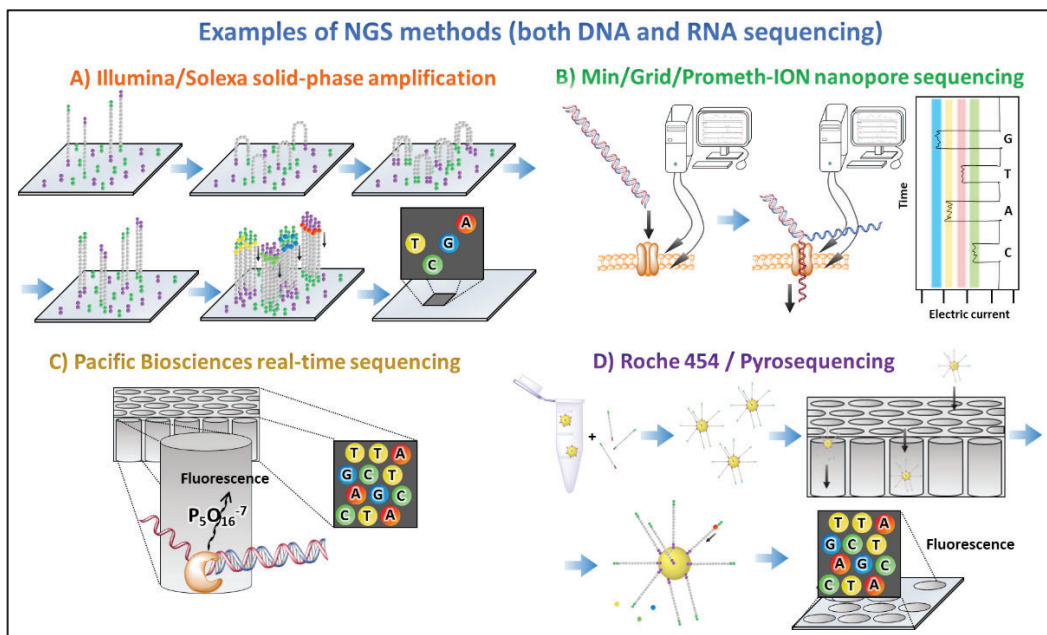 Examples of NGS methods (both DNA and RNA sequencing)
A) Illumina/Solexa solid-phase amplification
A
T
G
C
B) Min/Grid/Prometh-ION nanopore sequencing
Time
G
T
A
C
Electric current
C) Pacific Biosciences real-time sequencing
Fluorescence
P₅O₁₆⁻⁷
T T A
G C T
A G C
C T A
D) Roche 454 / Pyrosequencing
+
T T A
G C T
A G C
C T A
Fluorescence